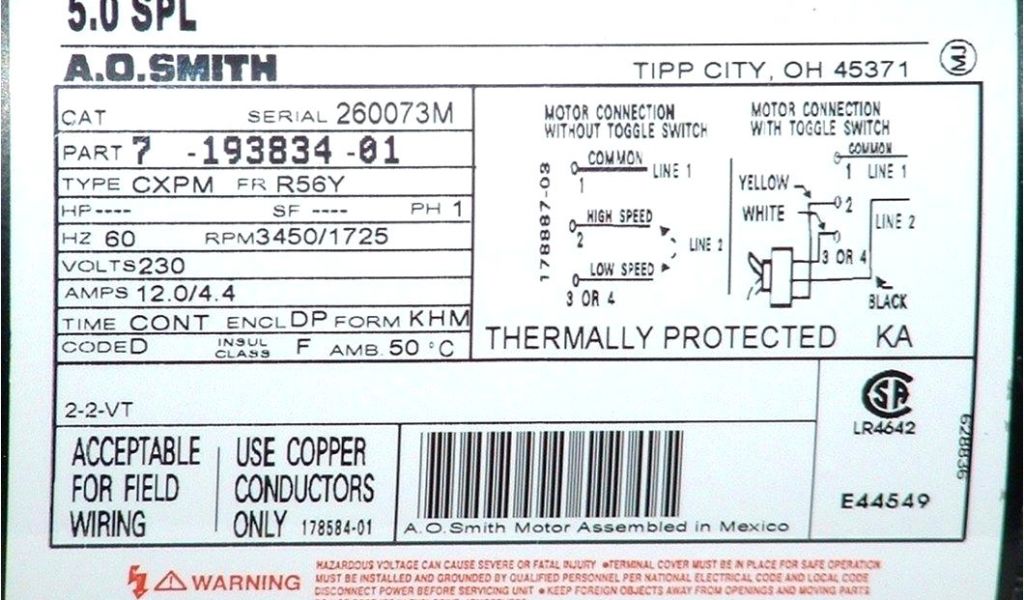 5.0 SPL
A.O.SMITH TIPP CITY, OH 45371 MJ
CAT SERIAL 260073M
PART 7 -193834 -01
TYPE CXPM FR R56Y
HP---- SF ---- PH 1
HZ 60 RPM3450/1725
VOLTS230
AMPS 12.0/4.4
TIME CONT ENCL DP FORM KHM
CODED INSUL CLASS F AMB. 50 °C
178887-03
MOTOR CONNECTION
WITHOUT TOGGLE SWITCH
COMMON
1
LINE 1
HIGH SPEED
2
LINE 2
LOW SPEED
3 OR 4
MOTOR CONNECTION
WITH TOGGLE SWITCH
COMMON
1 LINE 1
YELLOW
2
WHITE
LINE 2
3 OR 4
BLACK
THERMALLY PROTECTED KA
2-2-VT
ACCEPTABLE
FOR FIELD
WIRING
USE COPPER
CONDUCTORS
ONLY 178584-01
A.O.Smith Motor Assembled in Mexico
SA
LR4642
E44549
628836
WARNING
HAZARDOUS VOLTAGE CAN CAUSE SEVERE OR FATAL INJURY •TERMINAL COVER MUST BE IN PLACE FOR SAFE OPERATION
MUST BE INSTALLED AND GROUNDED BY QUALIFIED PERSONNEL PER NATIONAL ELECTRICAL CODE AND LOCAL CODE
DISCONNECT POWER BEFORE SERVICING UNIT • KEEP FOREIGN OBJECTS AWAY FROM OPENINGS AND MOVING PARTS